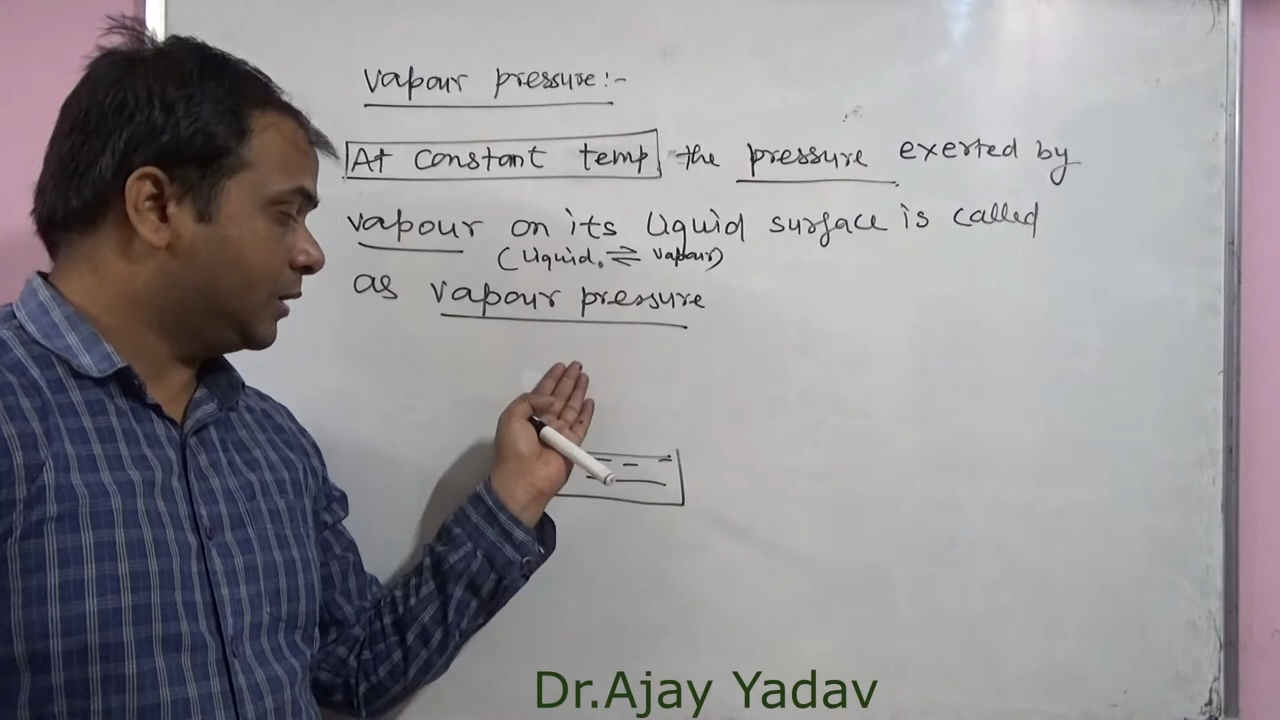 vapour pressure:-
At constant temp the pressure exerted by
vapour on its liquid surface is called
(liquid. ⇌ vapour)
as vapour pressure
Dr.Ajay Yadav